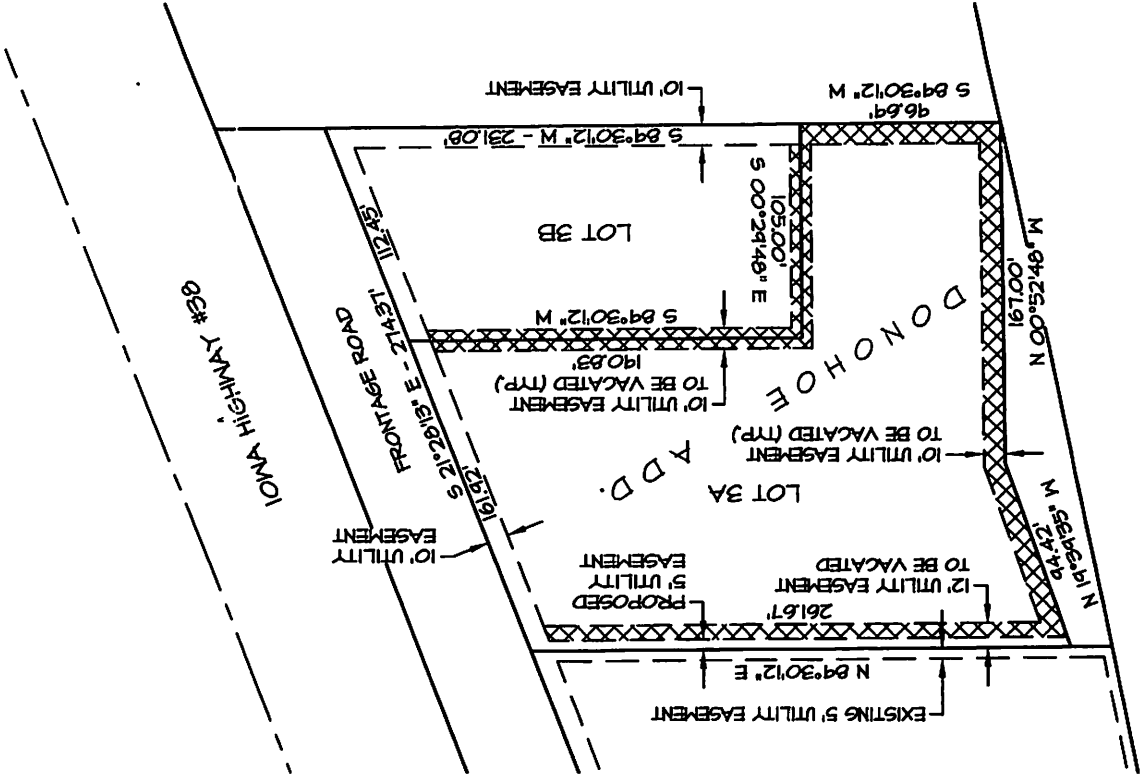 EXISTING 5' UTILITY EASEMENT
N 89°30'12" E
261.67'
12' UTILITY EASEMENT
TO BE VACATED
PROPOSED
5' UTILITY
EASEMENT
10' UTILITY
EASEMENT
N 19°39'35" W
94.42'
LOT 3A
10' UTILITY EASEMENT
TO BE VACATED (TYP.)
DONOHOE ADD.
S 21°28'13" E - 274.37'
161.92'
FRONTAGE ROAD
IOWA HIGHWAY #38
10' UTILITY EASEMENT
TO BE VACATED (TYP.)
190.83'
S 89°30'12" W
N 00°52'48" W
167.00'
S 00°29'48" E
105.00'
LOT 3B
112.45'
S 89°30'12" W - 231.08'
96.69'
S 89°30'12" W
10' UTILITY EASEMENT